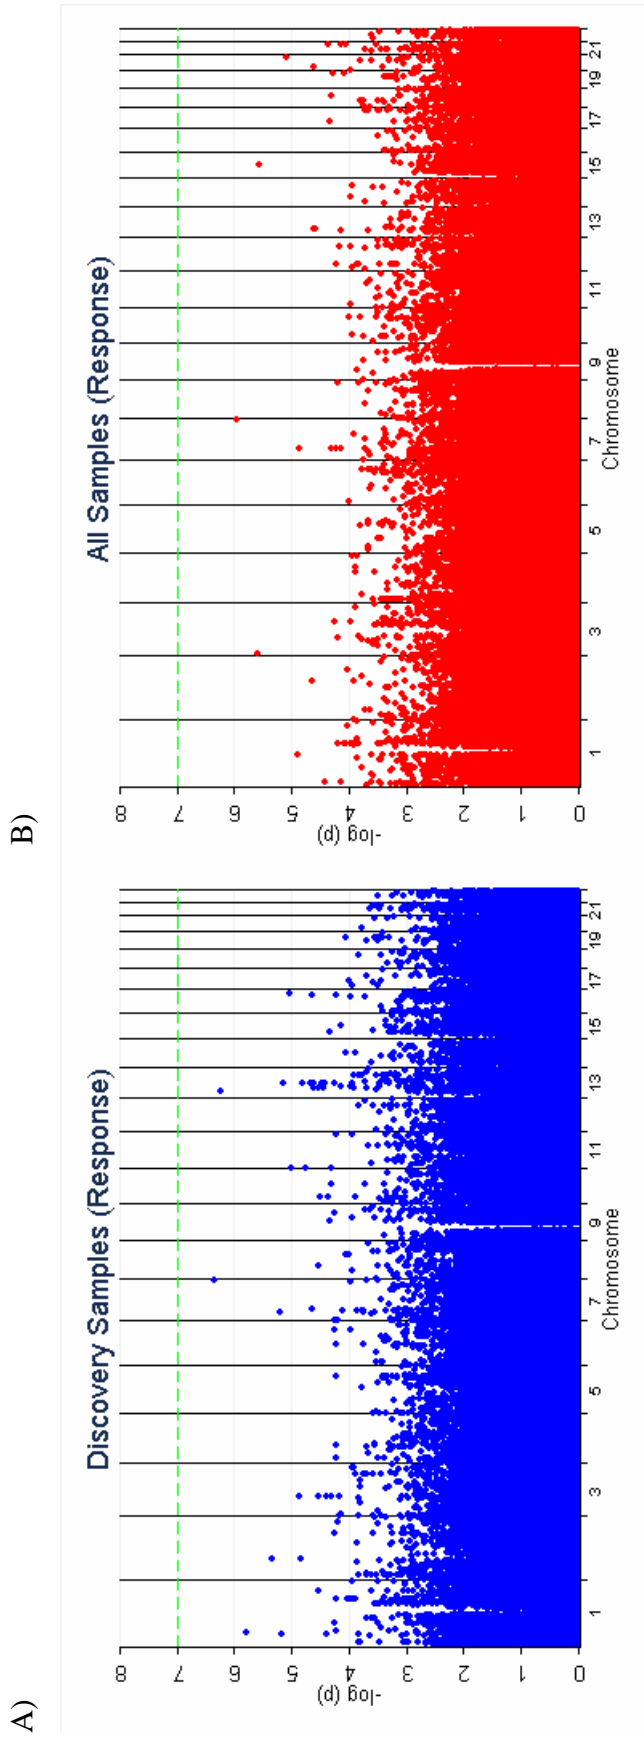 A)
Discovery Samples (Response)
8
7
6
5
4
3
2
1
0
-log (p)
1 3 5 7 9 11 13 15 17 19 21
Chromosome
B)
All Samples (Response)
8
7
6
5
4
3
2
1
0
-log (p)
1 3 5 7 9 11 13 15 17 19 21
Chromosome